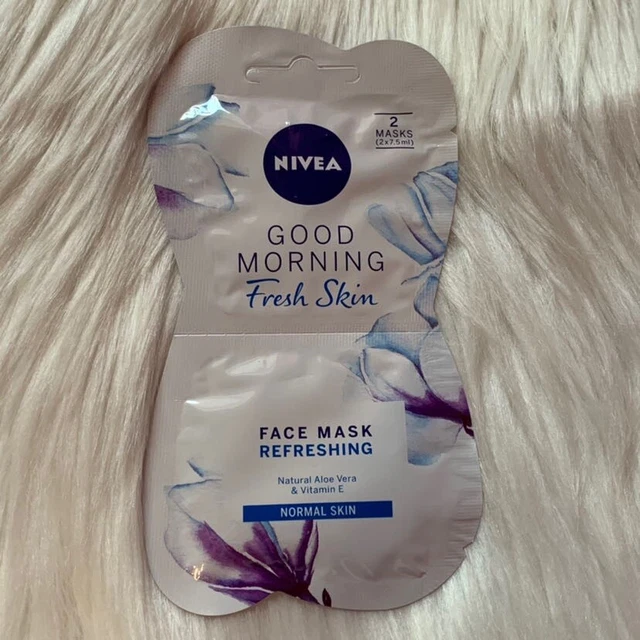 2
MASKS
(2x7.5ml)
NIVEA
GOOD
MORNING
Fresh Skin
FACE MASK
REFRESHING
Natural Aloe Vera
& Vitamin E
NORMAL SKIN